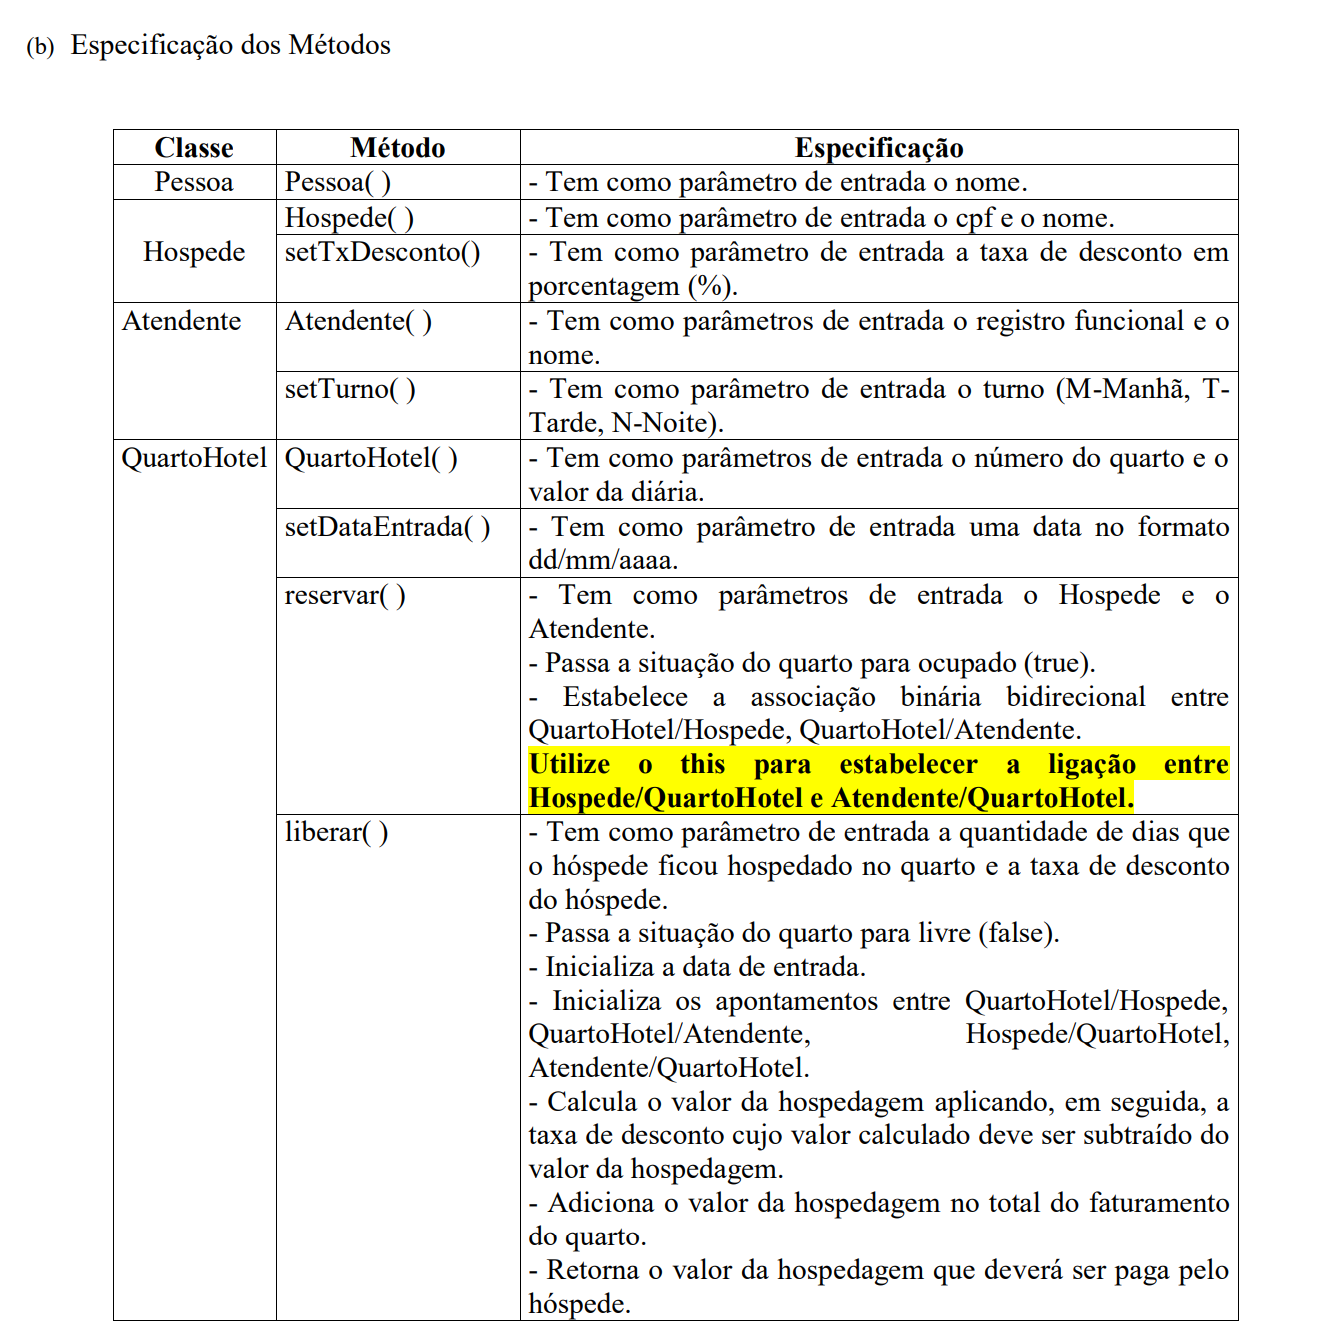 (b) Especificação dos Métodos
Classe Método Especificação
Pessoa Pessoa( ) - Tem como parâmetro de entrada o nome.
Hospede Hospede( ) - Tem como parâmetro de entrada o cpf e o nome.
setTxDesconto() - Tem como parâmetro de entrada a taxa de desconto em
porcentagem (%).
Atendente Atendente( ) - Tem como parâmetros de entrada o registro funcional e o
nome.
setTurno( ) - Tem como parâmetro de entrada o turno (M-Manhã, T-
Tarde, N-Noite).
QuartoHotel QuartoHotel( ) - Tem como parâmetros de entrada o número do quarto e o
valor da diária.
setDataEntrada( ) - Tem como parâmetro de entrada uma data no formato
dd/mm/aaaa.
reservar( ) - Tem como parâmetros de entrada o Hospede e o
Atendente.
- Passa a situação do quarto para ocupado (true).
- Estabelece a associação binária bidirecional entre
QuartoHotel/Hospede, QuartoHotel/Atendente.
Utilize o this para estabelecer a ligação entre
Hospede/QuartoHotel e Atendente/QuartoHotel.
liberar( ) - Tem como parâmetro de entrada a quantidade de dias que
o hóspede ficou hospedado no quarto e a taxa de desconto
do hóspede.
- Passa a situação do quarto para livre (false).
- Inicializa a data de entrada.
- Inicializa os apontamentos entre QuartoHotel/Hospede,
QuartoHotel/Atendente, Hospede/QuartoHotel,
Atendente/QuartoHotel.
- Calcula o valor da hospedagem aplicando, em seguida, a
taxa de desconto cujo valor calculado deve ser subtraído do
valor da hospedagem.
- Adiciona o valor da hospedagem no total do faturamento
do quarto.
- Retorna o valor da hospedagem que deverá ser paga pelo
hóspede.